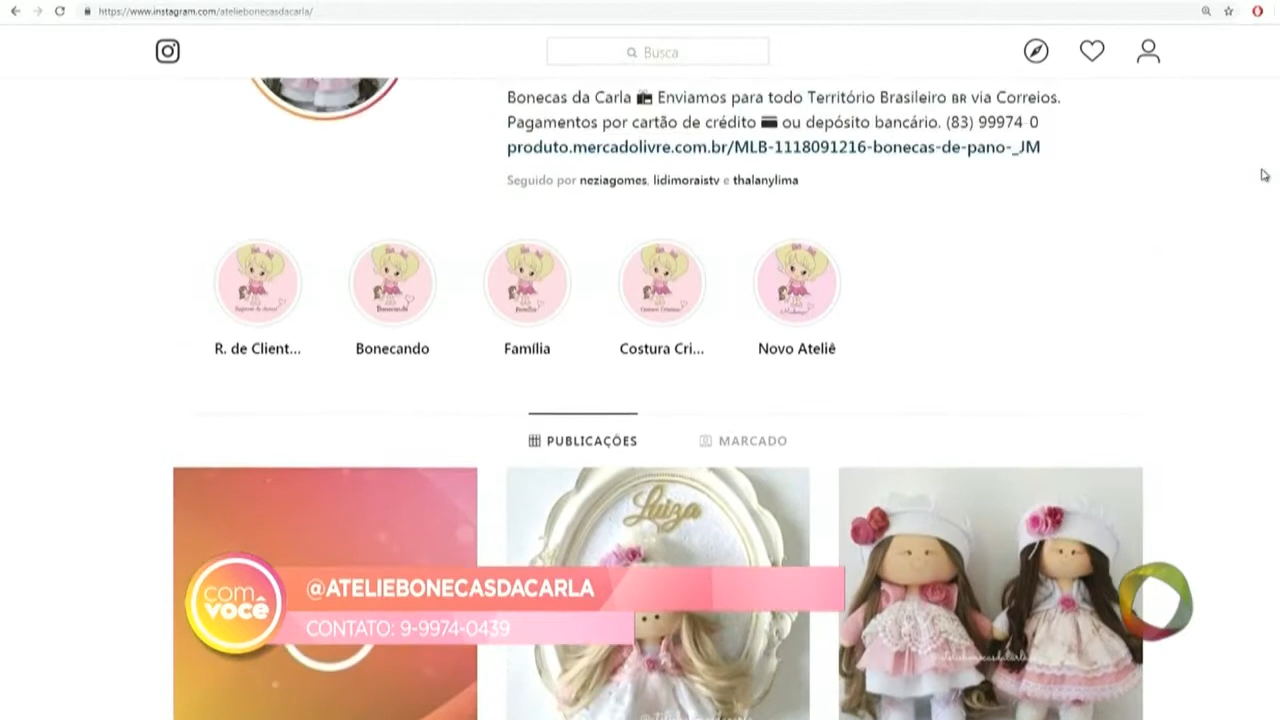 https://www.instagram.com/ateliebonecasdacarla/
Busca
Bonecas da Carla Enviamos para todo Território Brasileiro BR via Correios.
Pagamentos por cartão de crédito ou depósito bancário. (83) 99974-0
produto.mercadolivre.com.br/MLB-1118091216-bonecas-de-pano-_JM
Seguido por neziagomes, lidimoraistv e thalanylima
Bonecando
Família
R. de Client...
Bonecando
Família
Costura Cri...
Novo Ateliê
PUBLICAÇÕES
MARCADO
Luiza
com
você
@ATELIEBONECASDACARLA
CONTATO: 9-9974-0439